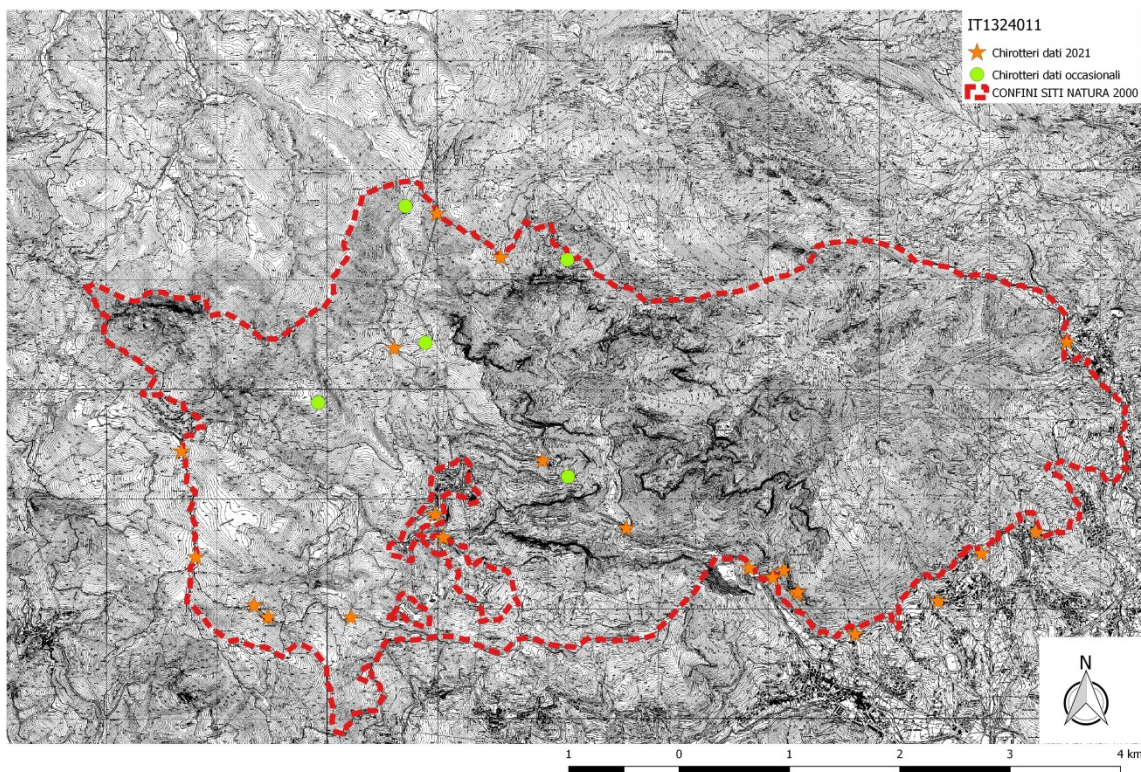 IT1324011
Chirotteri dati 2021
Chirotteri dati occasionali
CONFINI SITI NATURA 2000
N
1 0 1 2 3 4 km